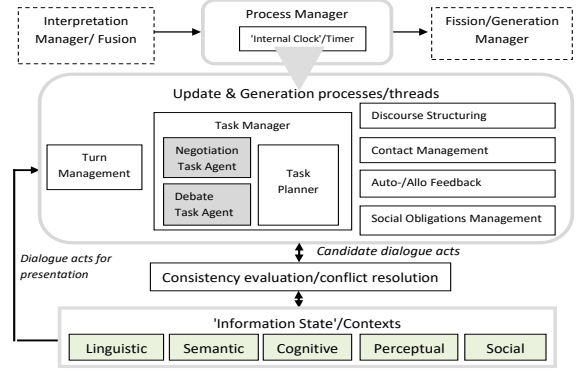 Interpretation
Manager/ Fusion
Process Manager
'Internal Clock'/Timer
Fission/Generation
Manager
Update & Generation processes/threads
Turn
Management
Task Manager
Negotiation
Task Agent
Debate
Task Agent
Task
Planner
Discourse Structuring
Contact Management
Auto-/Allo Feedback
Social Obligations Management
Dialogue acts for
presentation
Candidate dialogue acts
Consistency evaluation/conflict resolution
'Information State'/Contexts
Linguistic
Semantic
Cognitive
Perceptual
Social